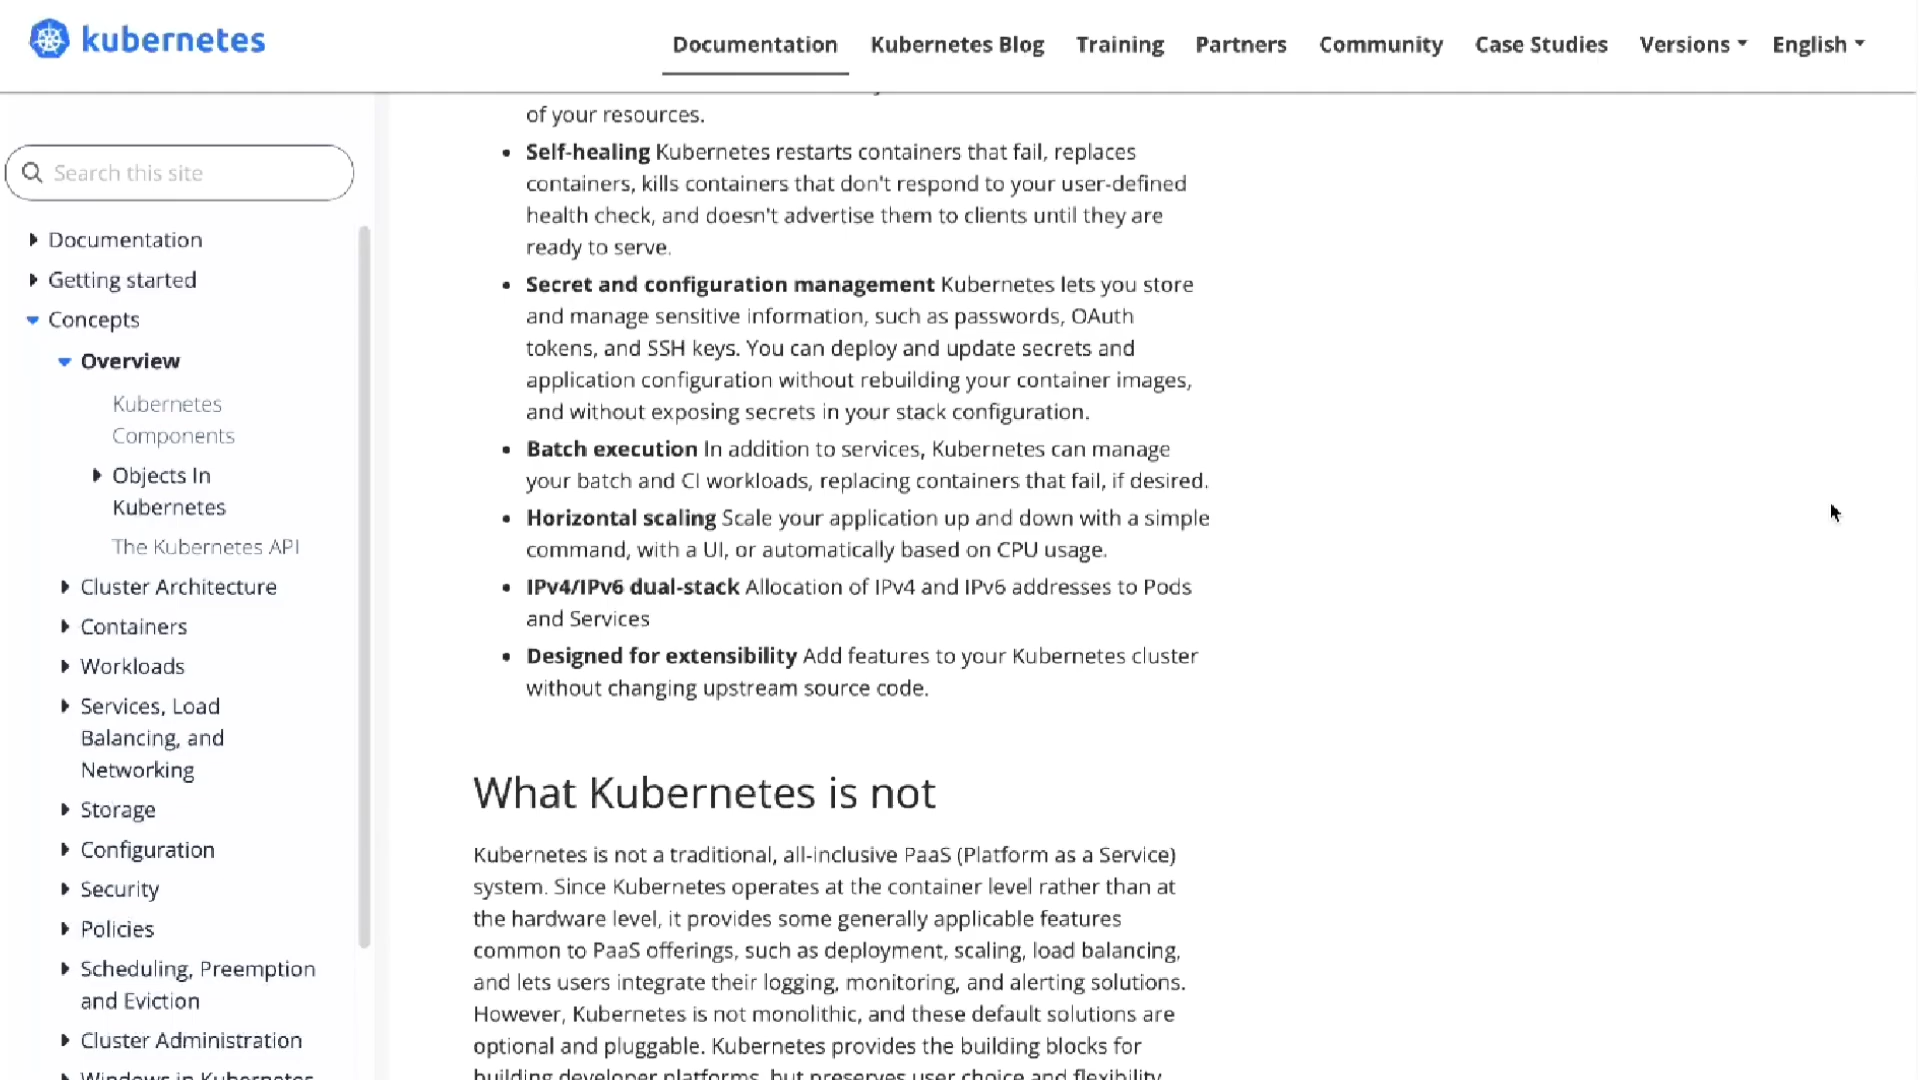 kubernetes
Documentation
Kubernetes Blog
Training
Partners
Community
Case Studies
Versions
English
Search this site
Documentation
Getting started
Concepts
Overview
Kubernetes
Components
Objects In
Kubernetes
The Kubernetes API
Cluster Architecture
Containers
Workloads
Services, Load
Balancing, and
Networking
Storage
Configuration
Security
Policies
Scheduling, Preemption
and Eviction
Cluster Administration
Windows in Kubernetes
of your resources.
• Self-healing Kubernetes restarts containers that fail, replaces
containers, kills containers that don't respond to your user-defined
health check, and doesn't advertise them to clients until they are
ready to serve.
• Secret and configuration management Kubernetes lets you store
and manage sensitive information, such as passwords, OAuth
tokens, and SSH keys. You can deploy and update secrets and
application configuration without rebuilding your container images,
and without exposing secrets in your stack configuration.
• Batch execution In addition to services, Kubernetes can manage
your batch and CI workloads, replacing containers that fail, if desired.
• Horizontal scaling Scale your application up and down with a simple
command, with a UI, or automatically based on CPU usage.
• IPv4/IPv6 dual-stack Allocation of IPv4 and IPv6 addresses to Pods
and Services
• Designed for extensibility Add features to your Kubernetes cluster
without changing upstream source code.
What Kubernetes is not
Kubernetes is not a traditional, all-inclusive PaaS (Platform as a Service)
system. Since Kubernetes operates at the container level rather than at
the hardware level, it provides some generally applicable features
common to PaaS offerings, such as deployment, scaling, load balancing,
and lets users integrate their logging, monitoring, and alerting solutions.
However, Kubernetes is not monolithic, and these default solutions are
optional and pluggable. Kubernetes provides the building blocks for
building developer platforms, but preserves user choice and flexibility